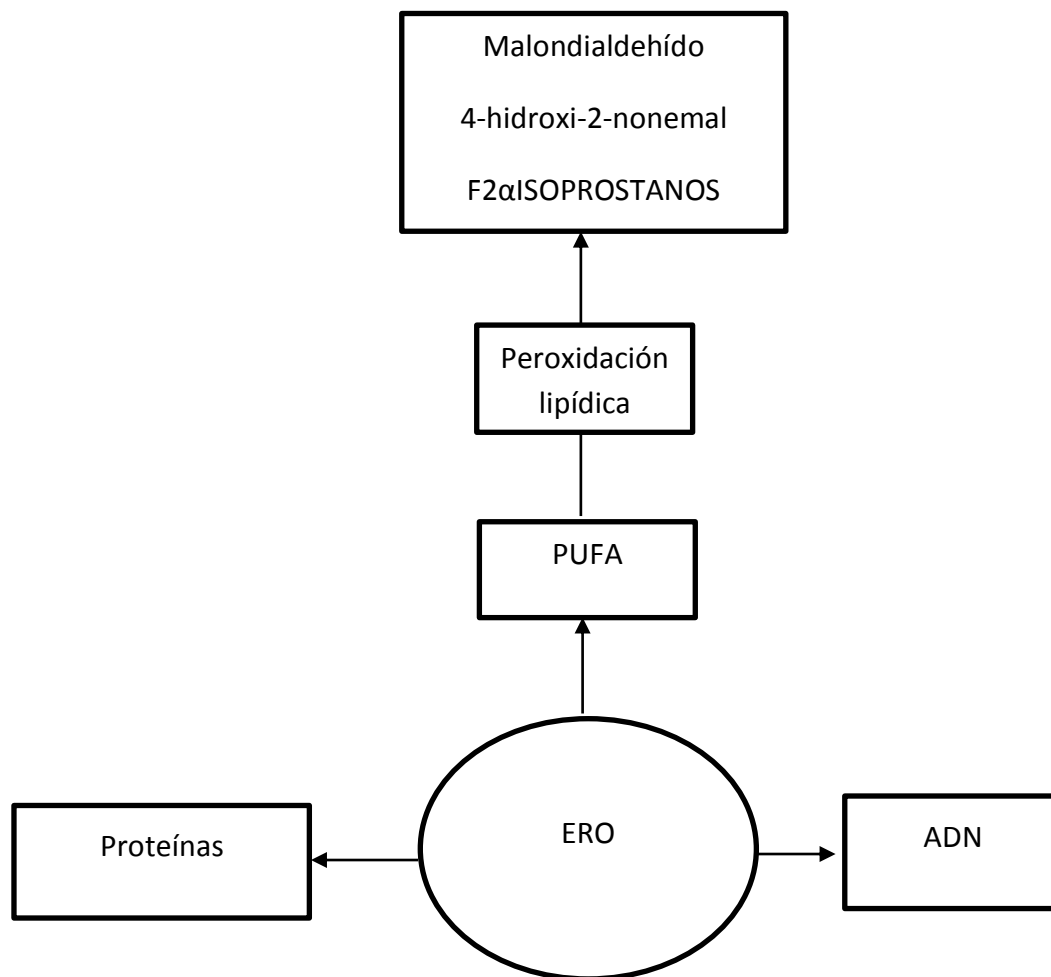 Malondialdehído
4-hidroxi-2-nonemal
F2αISOPROSTANOS
Peroxidación
lipídica
PUFA
ERO
Proteínas
ADN